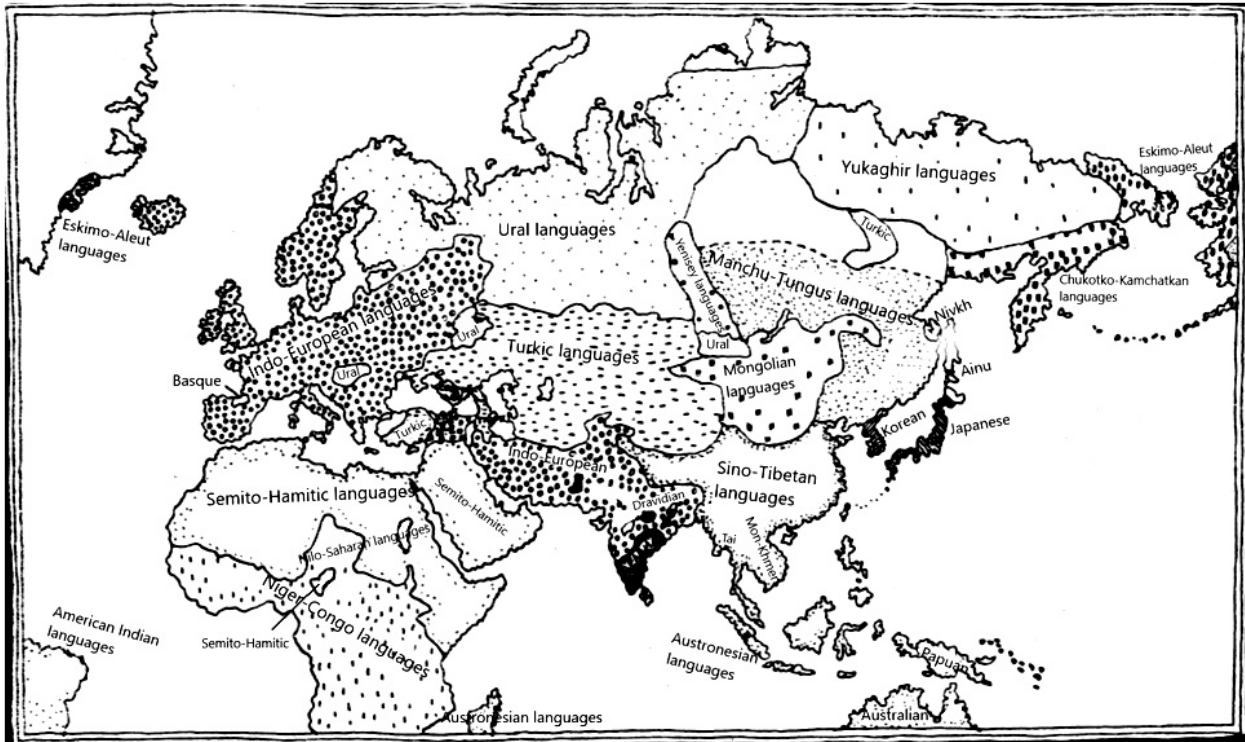 Eskimo-Aleut
languages
Yukaghir languages
Eskimo-Aleut
languages
Ural languages
Turkic
Yenisey languages
Manchu-Tungus languages
Chukotko-Kamchatkan
languages
Nivkh
Indo-European languages
Ural
Ural
Turkic languages
Ural
Mongolian
languages
Ainu
Basque
Turkic
Korean
Japanese
Indo-European
Sino-Tibetan
languages
Semito-Hamitic languages
Semito-Hamitic
Dravidian
Tai
Mon-Khmer
Nilo-Saharan languages
Niger-Congo languages
Semito-Hamitic
American Indian
languages
Austronesian
languages
Papuan
Austronesian languages
Australian